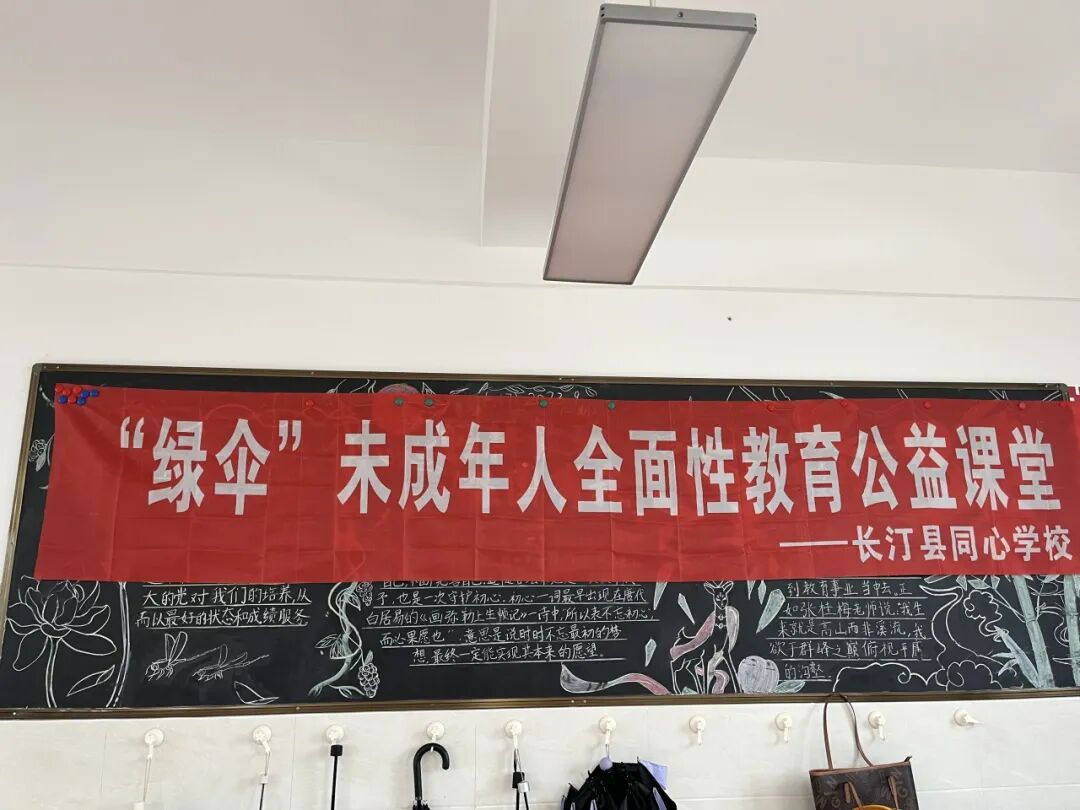 “绿伞”未成年人全面性教育公益课堂
——长汀县同心学校
大的光对我们的培养,从
而从最好的状态和成绩服务
予,也是一次守护初心,初心一词最早出现在唐代
白居易的《画弥勒上生帧记》一诗中,所以未不忘初心,
而必果愿也”,意思是说时时不忘最初的梦
想,最终一定能实现其本来的愿望。
到教育事业当中去,正
如张桂梅老师说,“我生
来就是高山而非溪流,我
欲于群峰之巅俯视平庸
的沟壑